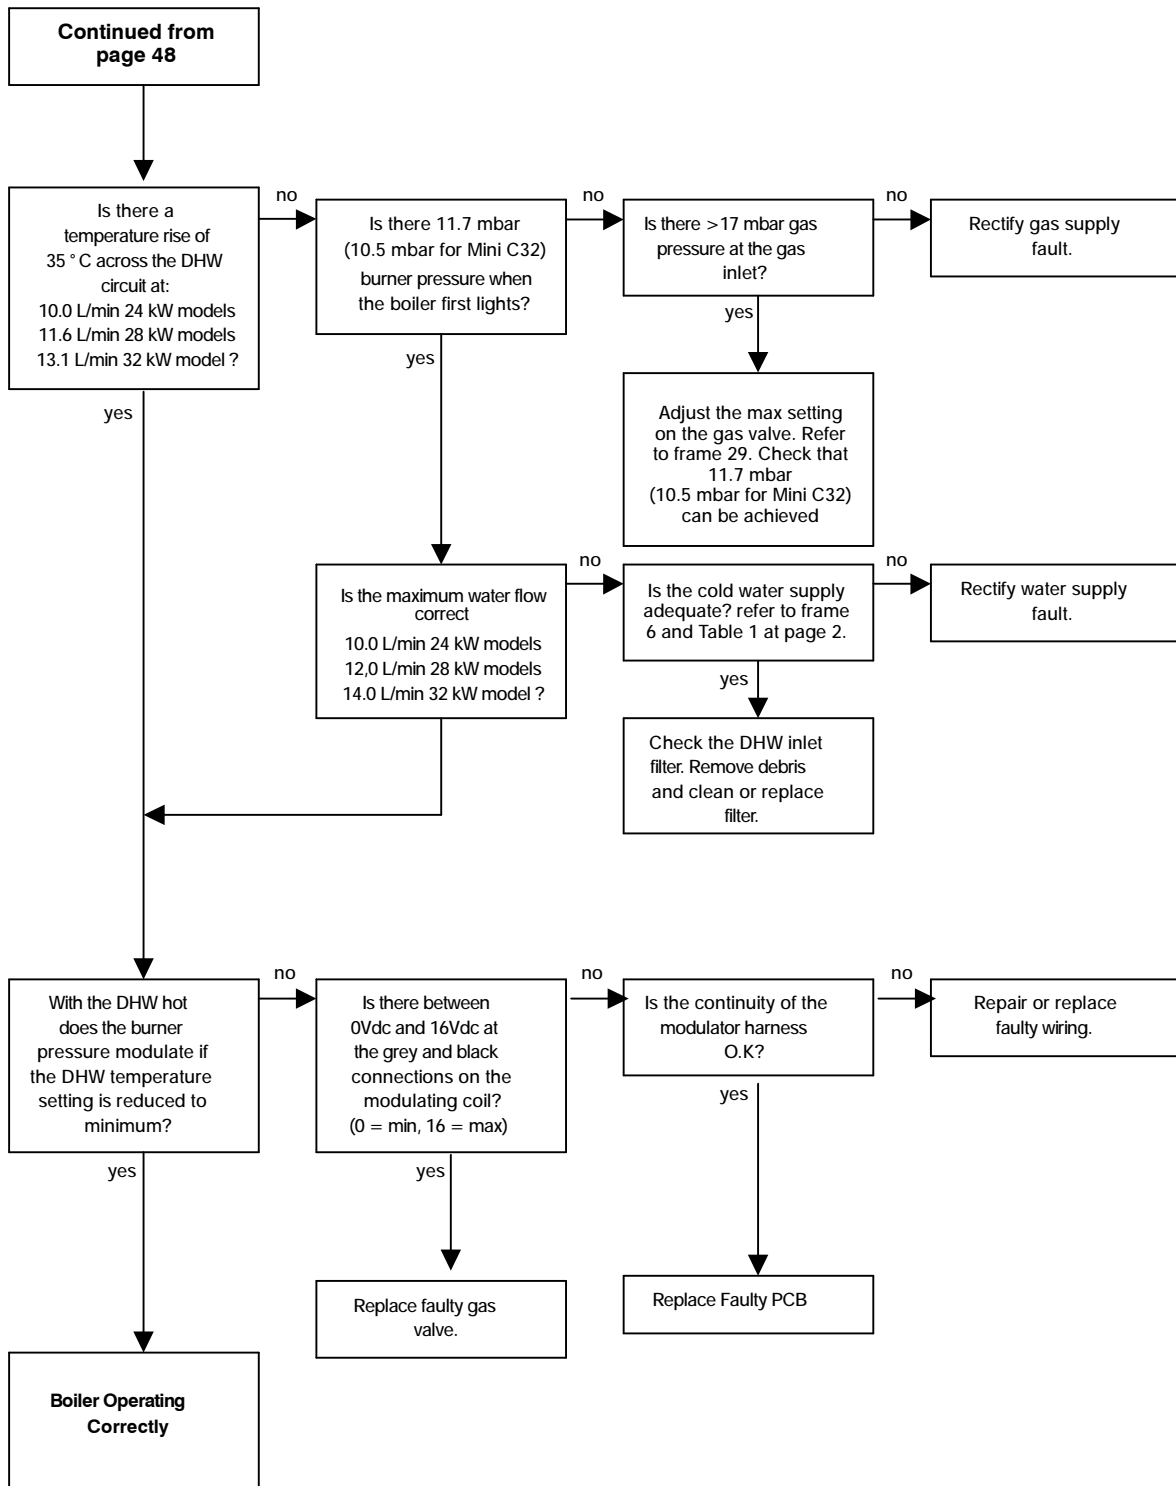 Continued from
page 48
Is there a
temperature rise of
35 °C across the DHW
circuit at:
10.0 L/min 24 kW models
11.6 L/min 28 kW models
13.1 L/min 32 kW model ?
no
Is there 11.7 mbar
(10.5 mbar for Mini C32)
burner pressure when
the boiler first lights?
no
Is there >17 mbar gas
pressure at the gas
inlet?
no
Rectify gas supply
fault.
yes
yes
yes
Adjust the max setting
on the gas valve. Refer
to frame 29. Check that
11.7 mbar
(10.5 mbar for Mini C32)
can be achieved
Is the maximum water flow
correct
10.0 L/min 24 kW models
12,0 L/min 28 kW models
14.0 L/min 32 kW model ?
no
Is the cold water supply
adequate? refer to frame
6 and Table 1 at page 2.
no
Rectify water supply
fault.
yes
Check the DHW inlet
filter. Remove debris
and clean or replace
filter.
With the DHW hot
does the burner
pressure modulate if
the DHW temperature
setting is reduced to
minimum?
no
Is there between
0Vdc and 16Vdc at
the grey and black
connections on the
modulating coil?
(0 = min, 16 = max)
no
Is the continuity of the
modulator harness
O.K?
no
Repair or replace
faulty wiring.
yes
yes
yes
Replace faulty gas
valve.
Replace Faulty PCB
Boiler Operating
Correctly